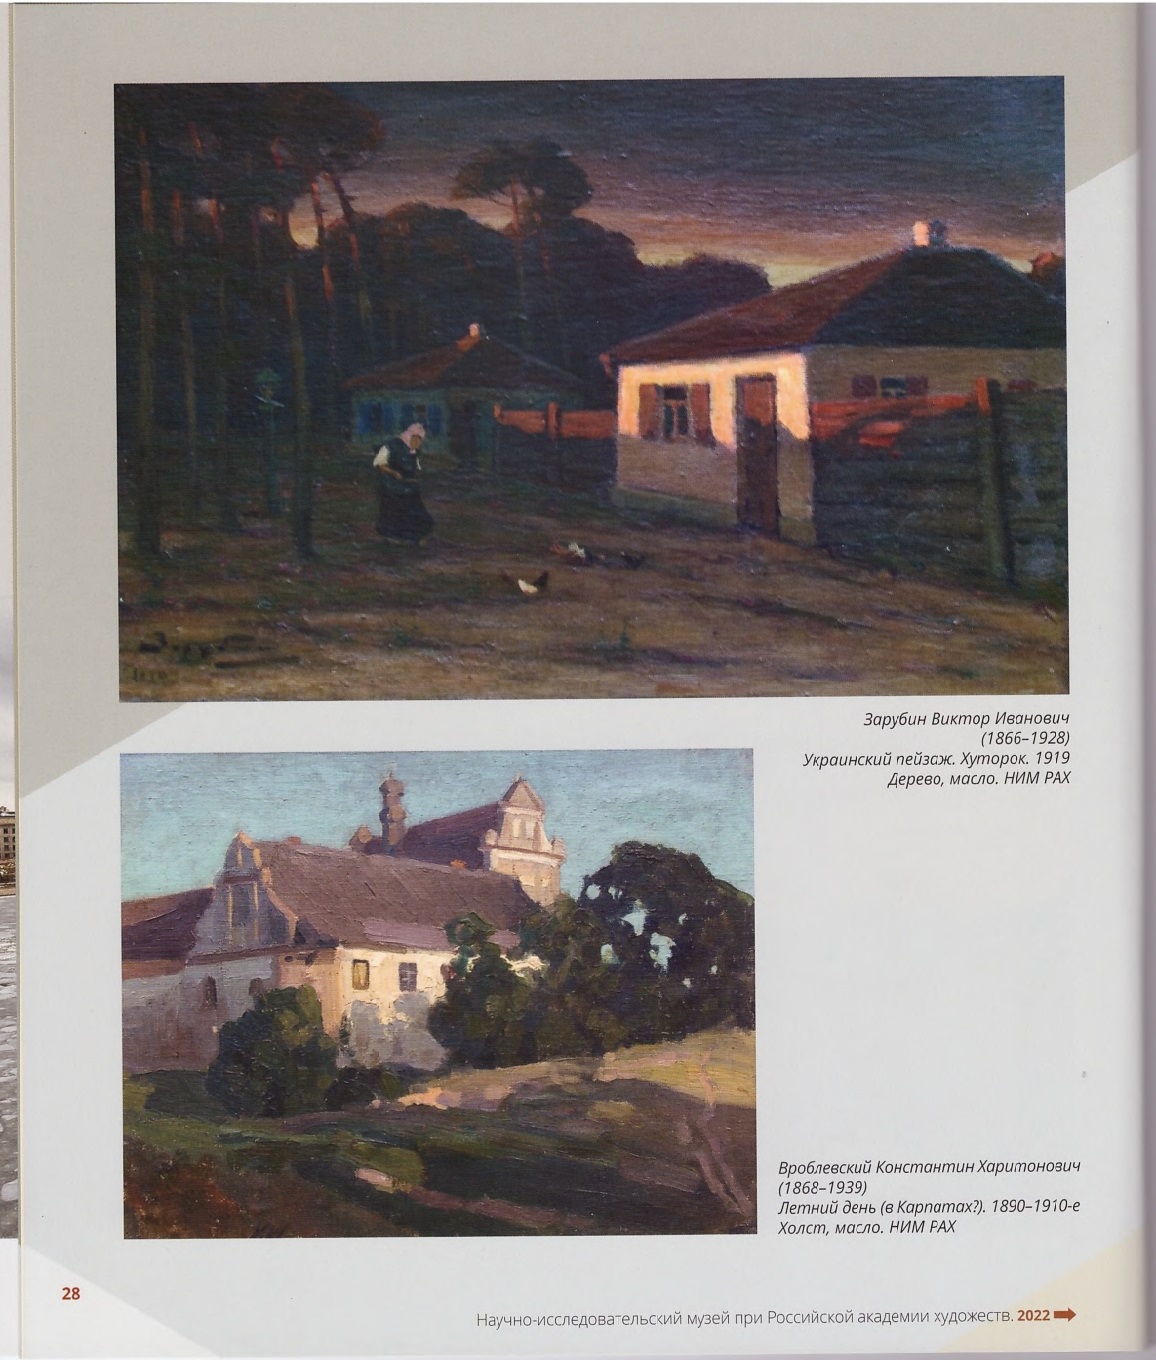 Зарубин Виктор Иванович
(1866–1928)
Украинский пейзаж. Хуторок. 1919
Дерево, масло. НИМ РАХ
Вроблевский Константин Харитонович
(1868–1939)
Летний день (в Карпатах?). 1890–1910-е
Холст, масло. НИМ РАХ
28
Научно-исследовательский музей при Российской академии художеств. 2022